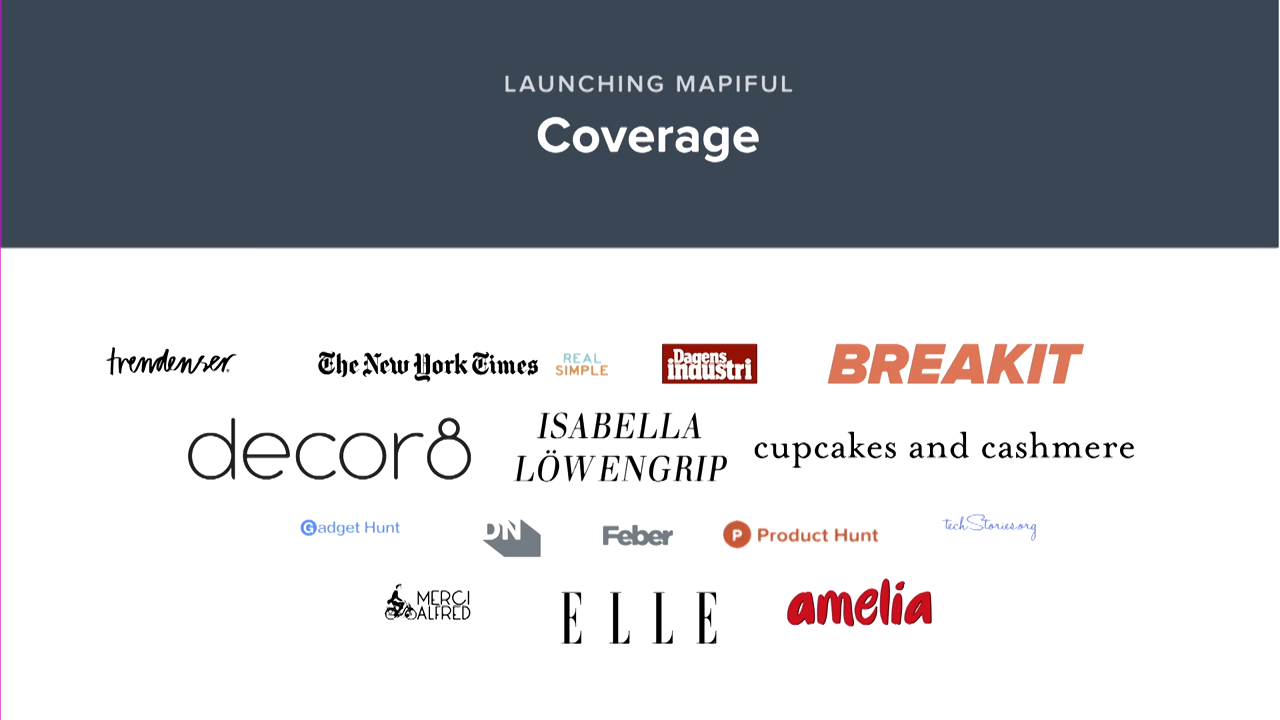 LAUNCHING MAPIFUL
Coverage
trendenser
The New York Times
REAL
SIMPLE
Dagens
industri
BREAKIT
decor8
ISABELLA
LÖWENGRIP
cupcakes and cashmere
Gadget Hunt
DN
Feber
P Product Hunt
techStories.org
MERCI
ALFRED
ELLE
amelia